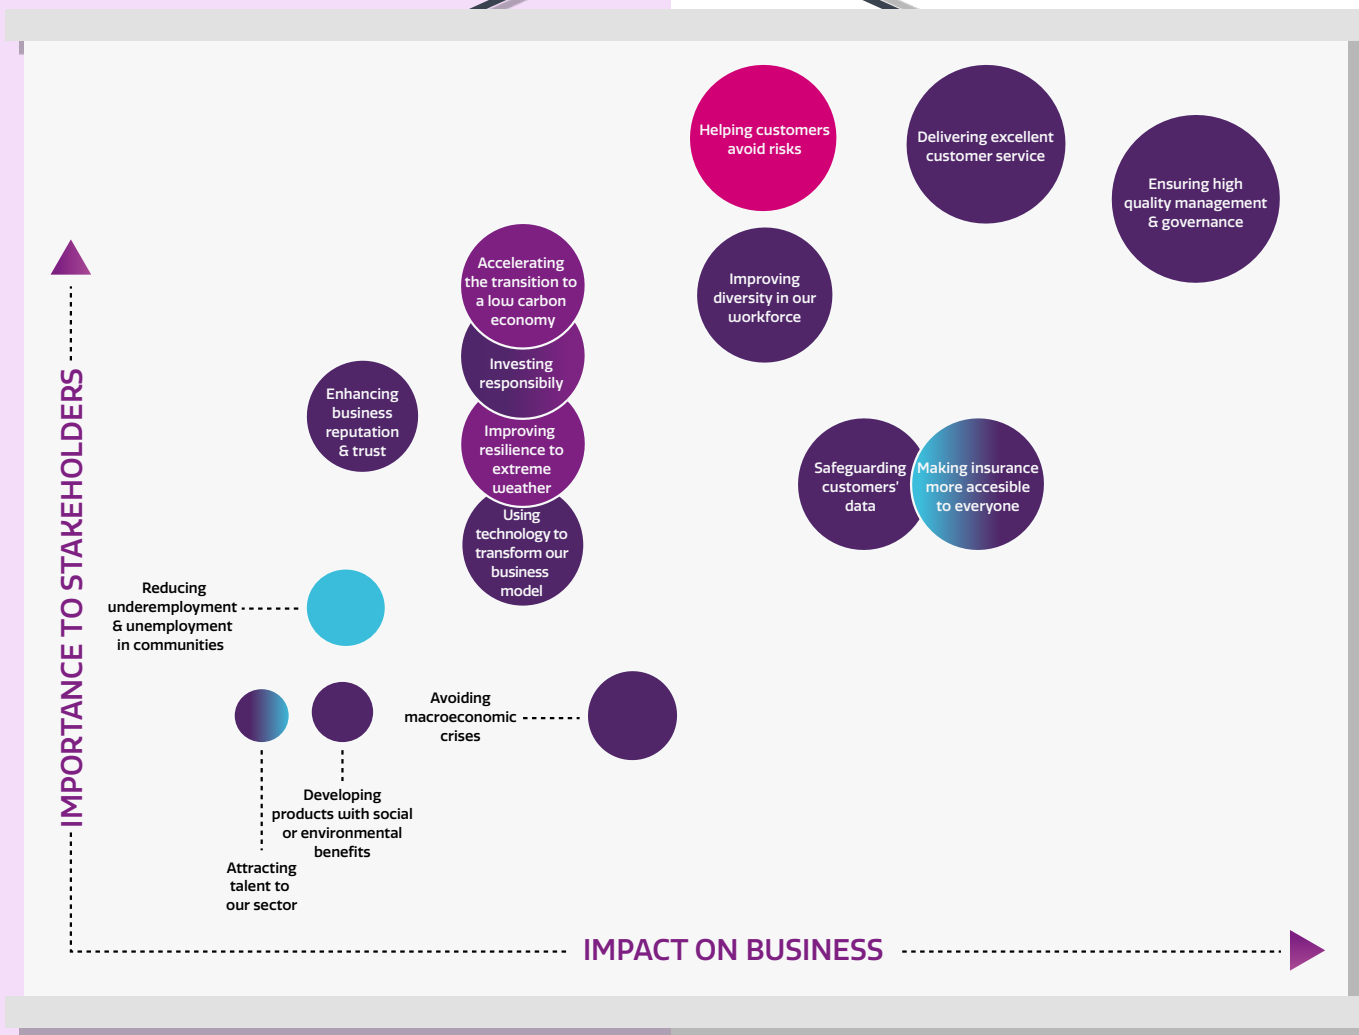 Helping customers
avoid risks
Delivering excellent
customer service
Ensuring high
quality management
& governance
Accelerating
the transition to
a low carbon
economy
Improving
diversity in our
workforce
Investing
responsibily
Enhancing
business
reputation
& trust
Improving
resilience to
extreme
weather
Safeguarding
customers'
data
Making insurance
more accesible
to everyone
Using
technology to
transform our
business
model
IMPORTANCE TO STAKEHOLDERS
Reducing
underemployment
& unemployment
in communities
Avoiding
macroeconomic
crises
Developing
products with social
or environmental
benefits
Attracting
talent to
our sector
IMPACT ON BUSINESS